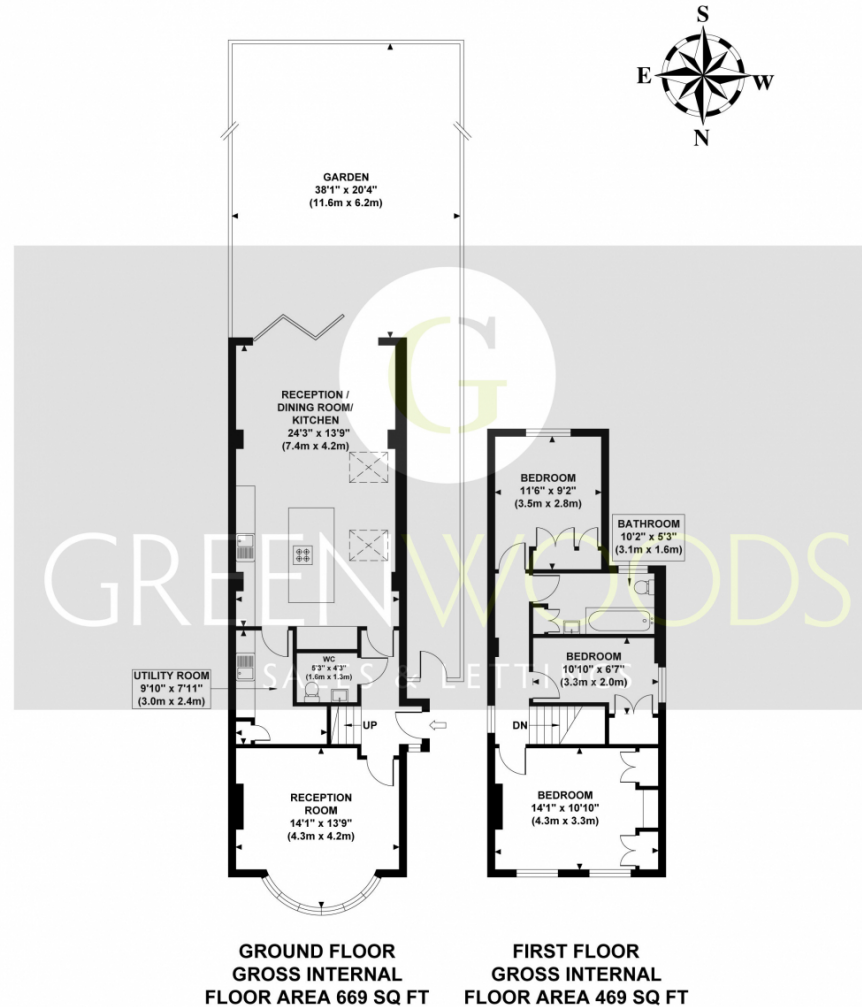 S
E
W
N
GARDEN
38'1" x 20'4"
(11.6m x 6.2m)
G
RECEPTION /
DINING ROOM/
KITCHEN
24'3" x 13'9"
(7.4m x 4.2m)
BEDROOM
11'6" x 9'2"
(3.5m x 2.8m)
BATHROOM
10'2" x 5'3"
(3.1m x 1.6m)
GREENWOODS
SALES & LETTINGS
WC
5'3" x 4'3"
(1.6m x 1.3m)
UTILITY ROOM
9'10" x 7'11"
(3.0m x 2.4m)
BEDROOM
10'10" x 6'7"
(3.3m x 2.0m)
UP
DN
RECEPTION
ROOM
14'1" x 13'9"
(4.3m x 4.2m)
BEDROOM
14'1" x 10'10"
(4.3m x 3.3m)
GROUND FLOOR
GROSS INTERNAL
FLOOR AREA 669 SQ FT
FIRST FLOOR
GROSS INTERNAL
FLOOR AREA 469 SQ FT